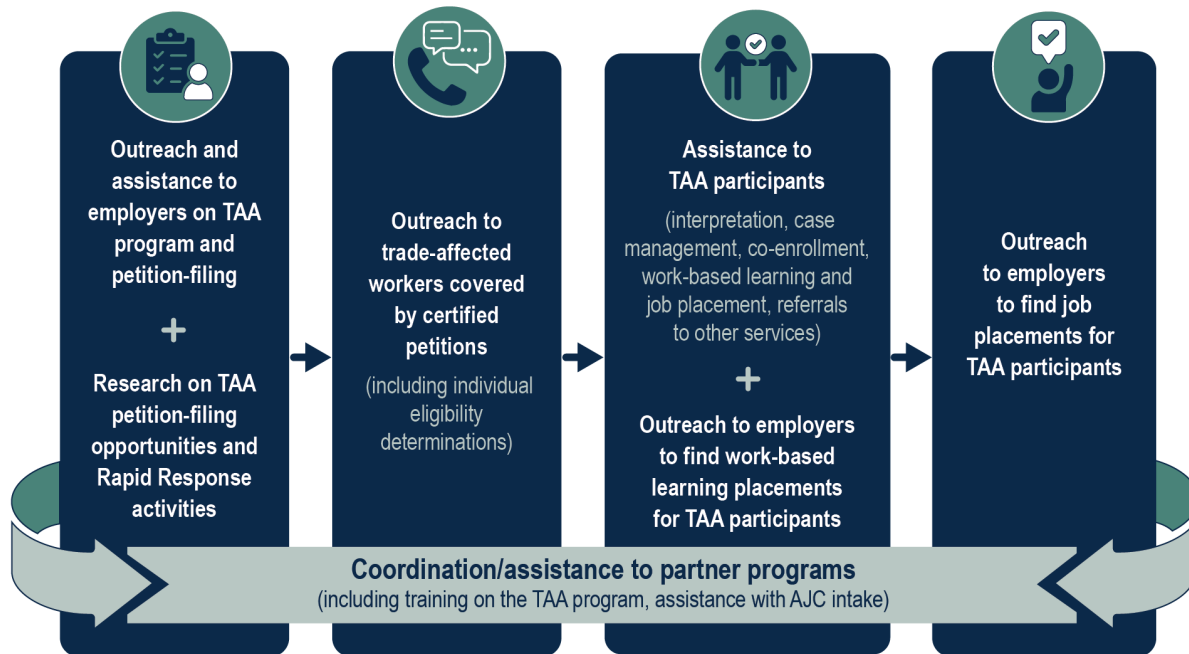 Outreach and
assistance to
employers on TAA
program and
petition-filing
+
Research on TAA
petition-filing
opportunities and
Rapid Response
activities
Outreach to
trade-affected
workers covered
by certified
petitions
(including individual
eligibility
determinations)
Assistance to
TAA participants
(interpretation, case
management, co-enrollment,
work-based learning and
job placement, referrals
to other services)
+
Outreach to employers
to find work-based
learning placements
for TAA participants
Outreach
to employers
to find job
placements for
TAA participants
Coordination/assistance to partner programs
(including training on the TAA program, assistance with AJC intake)